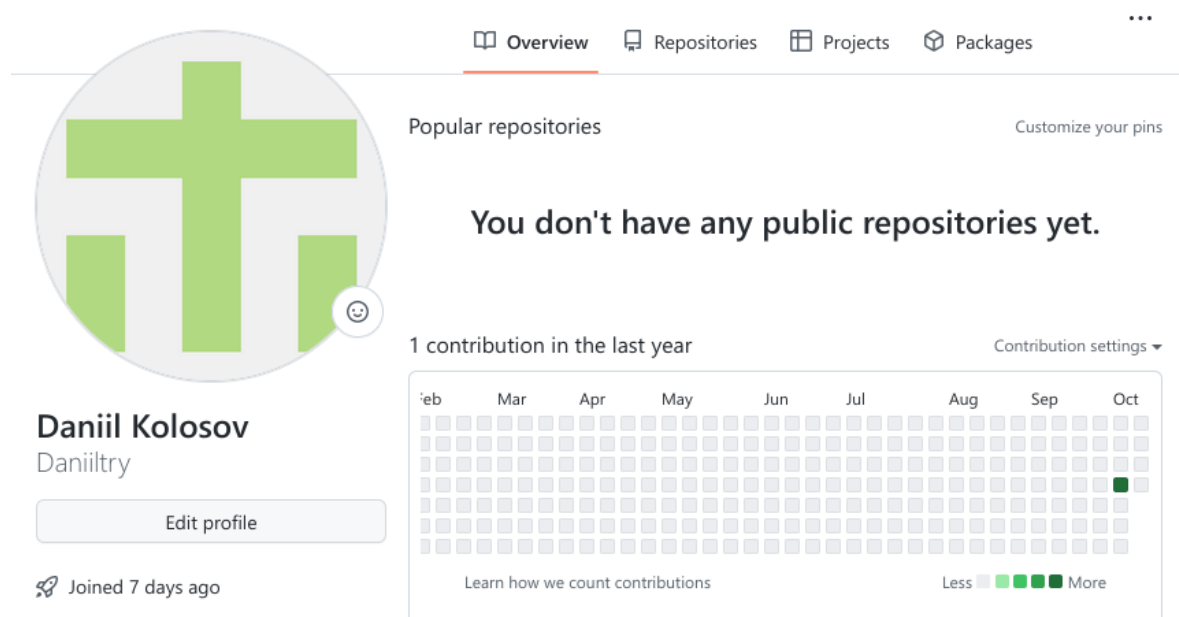 Overview Repositories Projects Packages
Popular repositories Customize your pins
You don't have any public repositories yet.
1 contribution in the last year Contribution settings
Mar Apr May Jun Jul Aug Sep Oct
Daniil Kolosov
Daniiltry
Edit profile
Joined 7 days ago
Learn how we count contributions Less More